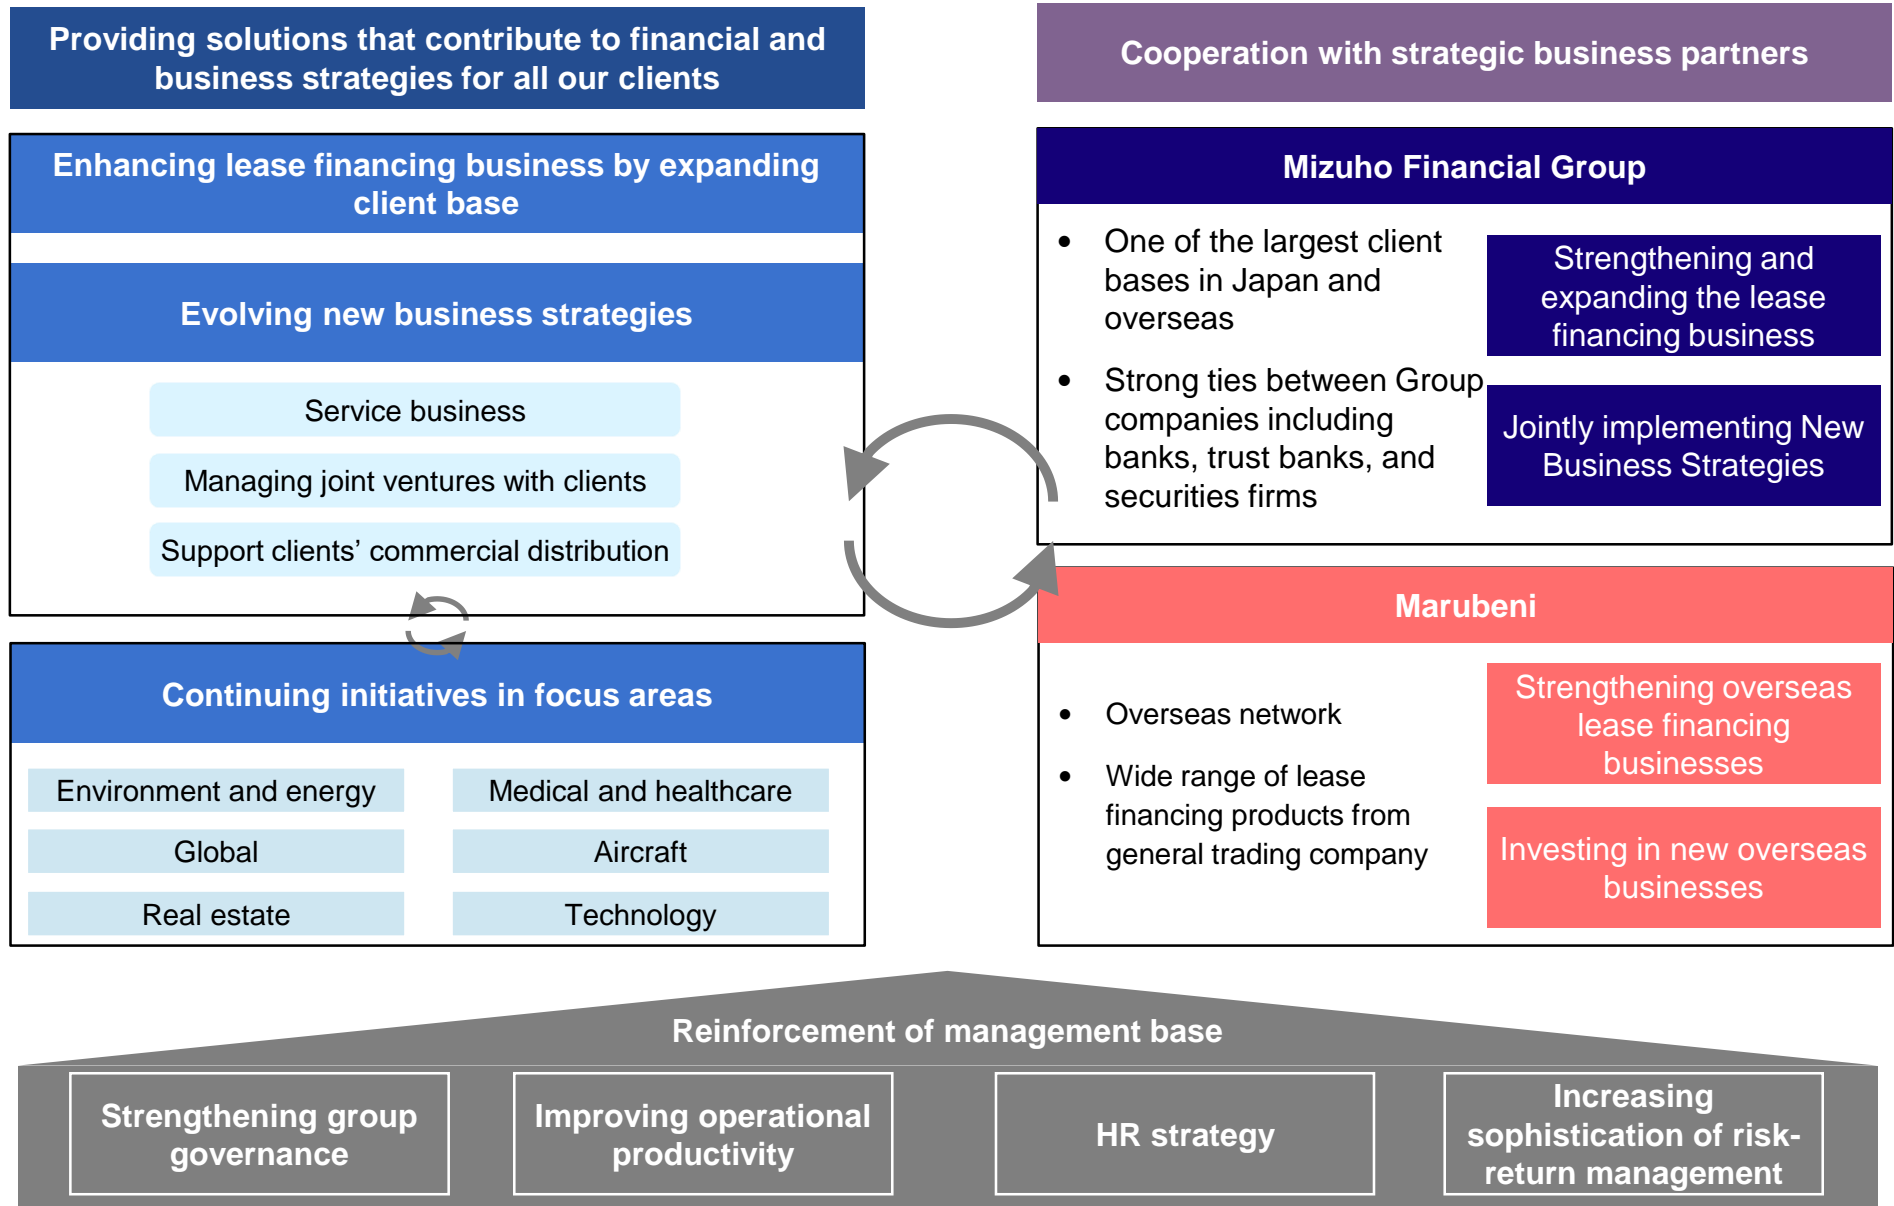 Providing solutions that contribute to financial and
business strategies for all our clients
Enhancing lease financing business by expanding
client base
Evolving new business strategies
Service business
Managing joint ventures with clients
Support clients’ commercial distribution
Continuing initiatives in focus areas
Environment and energy
Medical and healthcare
Global
Aircraft
Real estate
Technology
Cooperation with strategic business partners
Mizuho Financial Group
• One of the largest client
bases in Japan and
overseas
• Strong ties between Group
companies including
banks, trust banks, and
securities firms
Strengthening and
expanding the lease
financing business
Jointly implementing New
Business Strategies
Marubeni
• Overseas network
• Wide range of lease
financing products from
general trading company
Strengthening overseas
lease financing
businesses
Investing in new overseas
businesses
Reinforcement of management base
Strengthening group
governance
Improving operational
productivity
HR strategy
Increasing
sophistication of risk-
return management